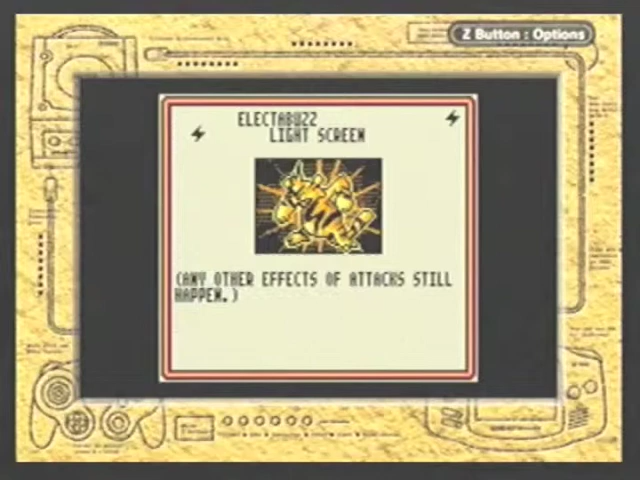 Z Button : Options
ELECTABUZZ
LIGHT SCREEN
(ANY OTHER EFFECTS OF ATTACKS STILL
HAPPEN.)